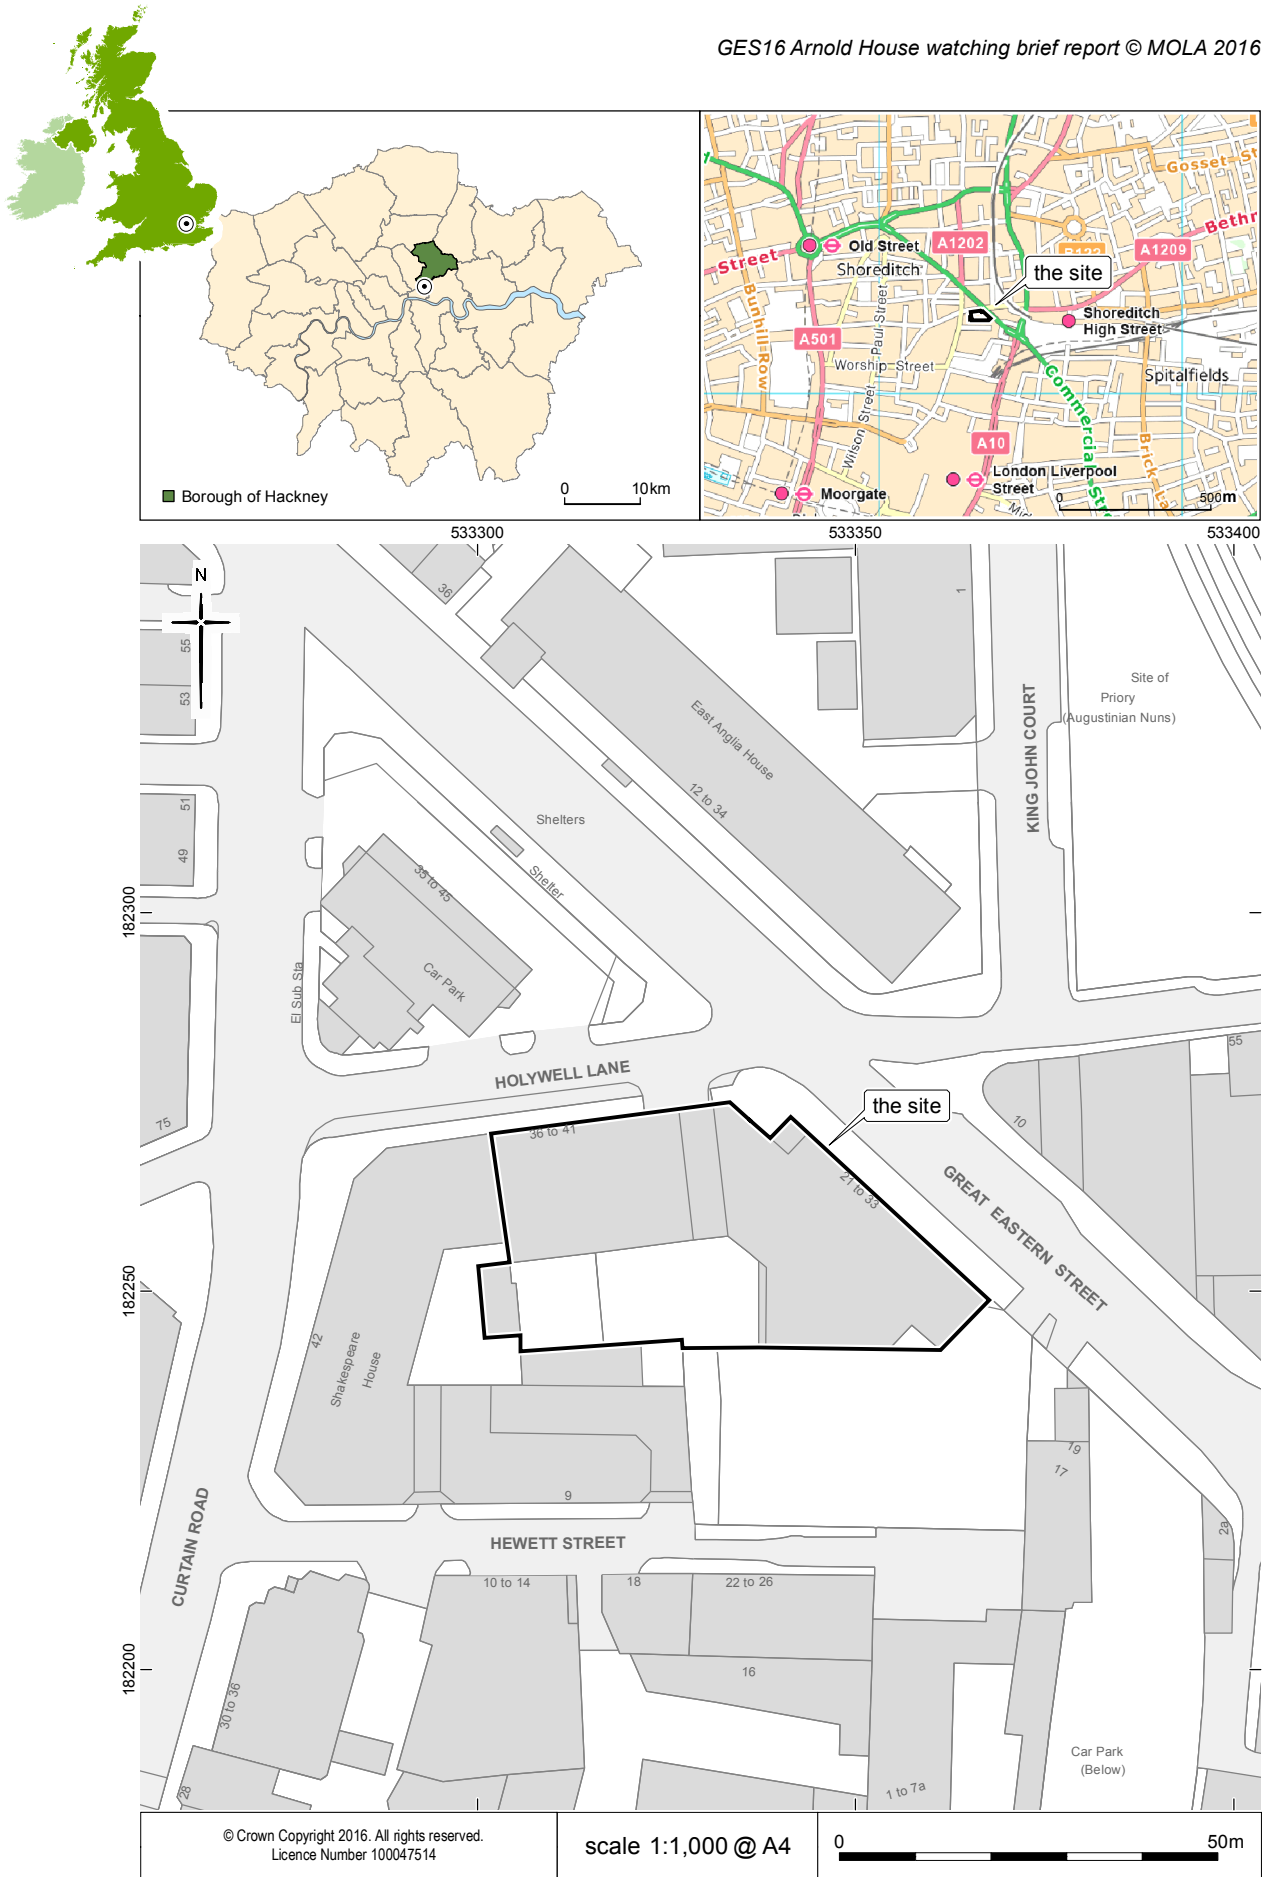 GES16 Arnold House watching brief report © MOLA 2016
Borough of Hackney
0 10km
Gosset St
Bethr
A1209
A1202
Old Street
Street
Shoreditch
the site
Shoreditch
High Street
Bunhill Row
Paul Street
A501
Worship Street
Wilson Street
Spitalfields
Commercial Stre
Brick La
A10
London Liverpool
Street
Moorgate
0 500m
533300
533350
533400
N
36
1
55
53
Site of
Priory
(Augustinian Nuns)
KING JOHN COURT
East Anglia House
12 to 34
51
49
Shelters
Shelter
35 to 45
Car Park
El Sub Sta
182300
HOLYWELL LANE
55
75
10
the site
36 to 41
21 to 33
GREAT EASTERN STREET
182250
42
Shakespeare
House
19
17
9
2a
CURTAIN ROAD
HEWETT STREET
10 to 14
18
22 to 26
16
182200
30 to 36
28
Car Park
(Below)
1 to 7a
© Crown Copyright 2016. All rights reserved.
Licence Number 100047514
scale 1:1,000 @ A4
0 50m